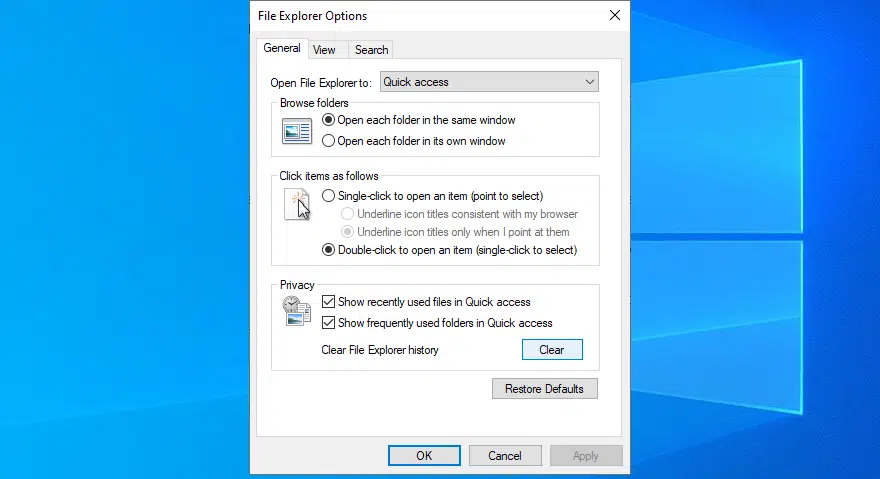 File Explorer Options
General
View
Search
Open File Explorer to:
Quick access
Browse folders
Open each folder in the same window
Open each folder in its own window
Click items as follows
Single-click to open an item (point to select)
Underline icon titles consistent with my browser
Underline icon titles only when I point at them
Double-click to open an item (single-click to select)
Privacy
Show recently used files in Quick access
Show frequently used folders in Quick access
Clear File Explorer history
Clear
Restore Defaults
OK
Cancel
Apply